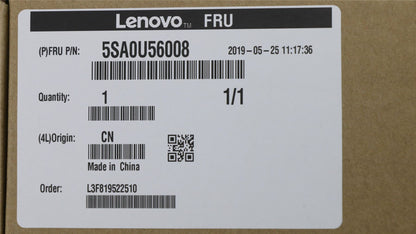 Lenovo™ FRU
(P)FRU P/N: 5SA0U56008 2019-05-25 11:17:36
Quantity: 1 1/1
(4L)Origin: CN
Made in China
Order: L3F819522510